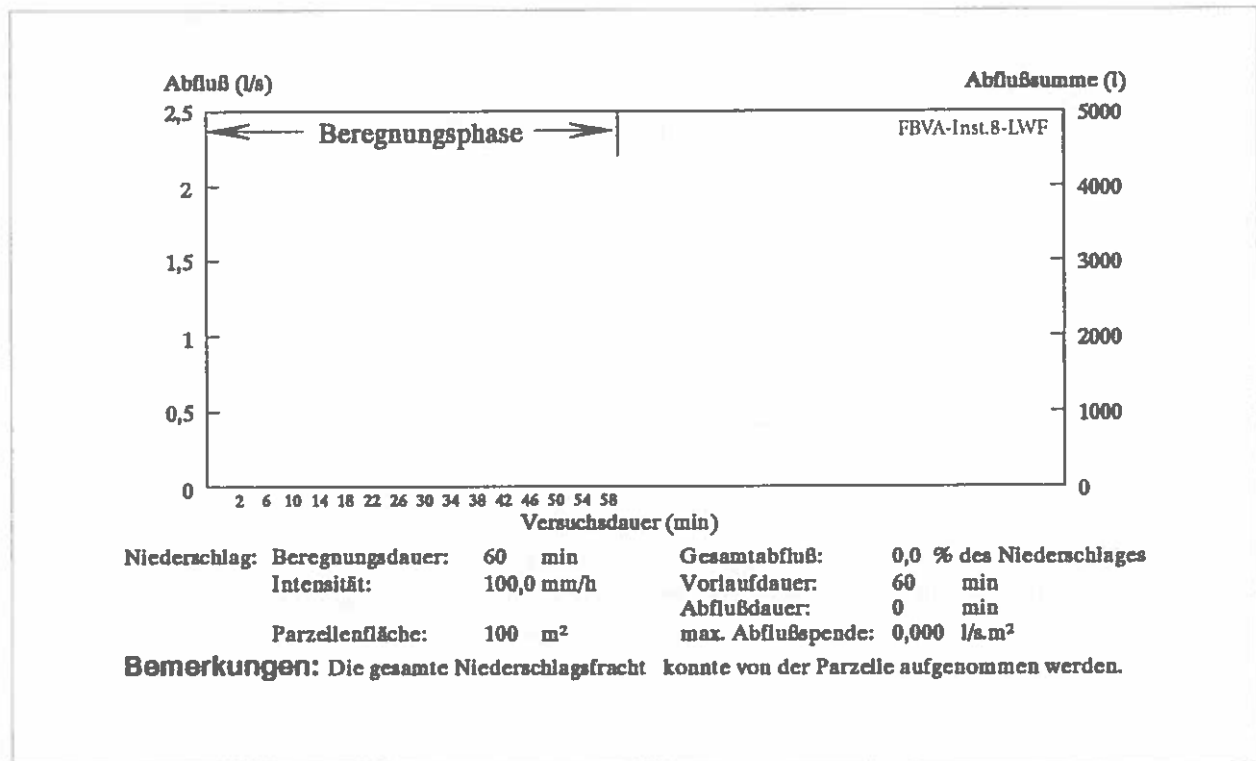 Abfluß (l/s)
Abflußsumme (l)
2,5
5000
Beregnungsphase
FBVA-Inst.8-LWF
2
4000
1,5
3000
1
2000
0,5
1000
0
0
2 6 10 14 18 22 26 30 34 38 42 46 50 54 58
Versuchsdauer (min)
Niederschlag: Beregnungsdauer: 60 min Gesamtabfluß: 0,0 % des Niederschlages
Intensität: 100,0 mm/h Vorlaufdauer: 60 min
Abflußdauer: 0 min
Parzellenfläche: 100 m² max. Abflußspende: 0,000 l/s.m²
Bemerkungen: Die gesamte Niederschlagsfracht konnte von der Parzelle aufgenommen werden.